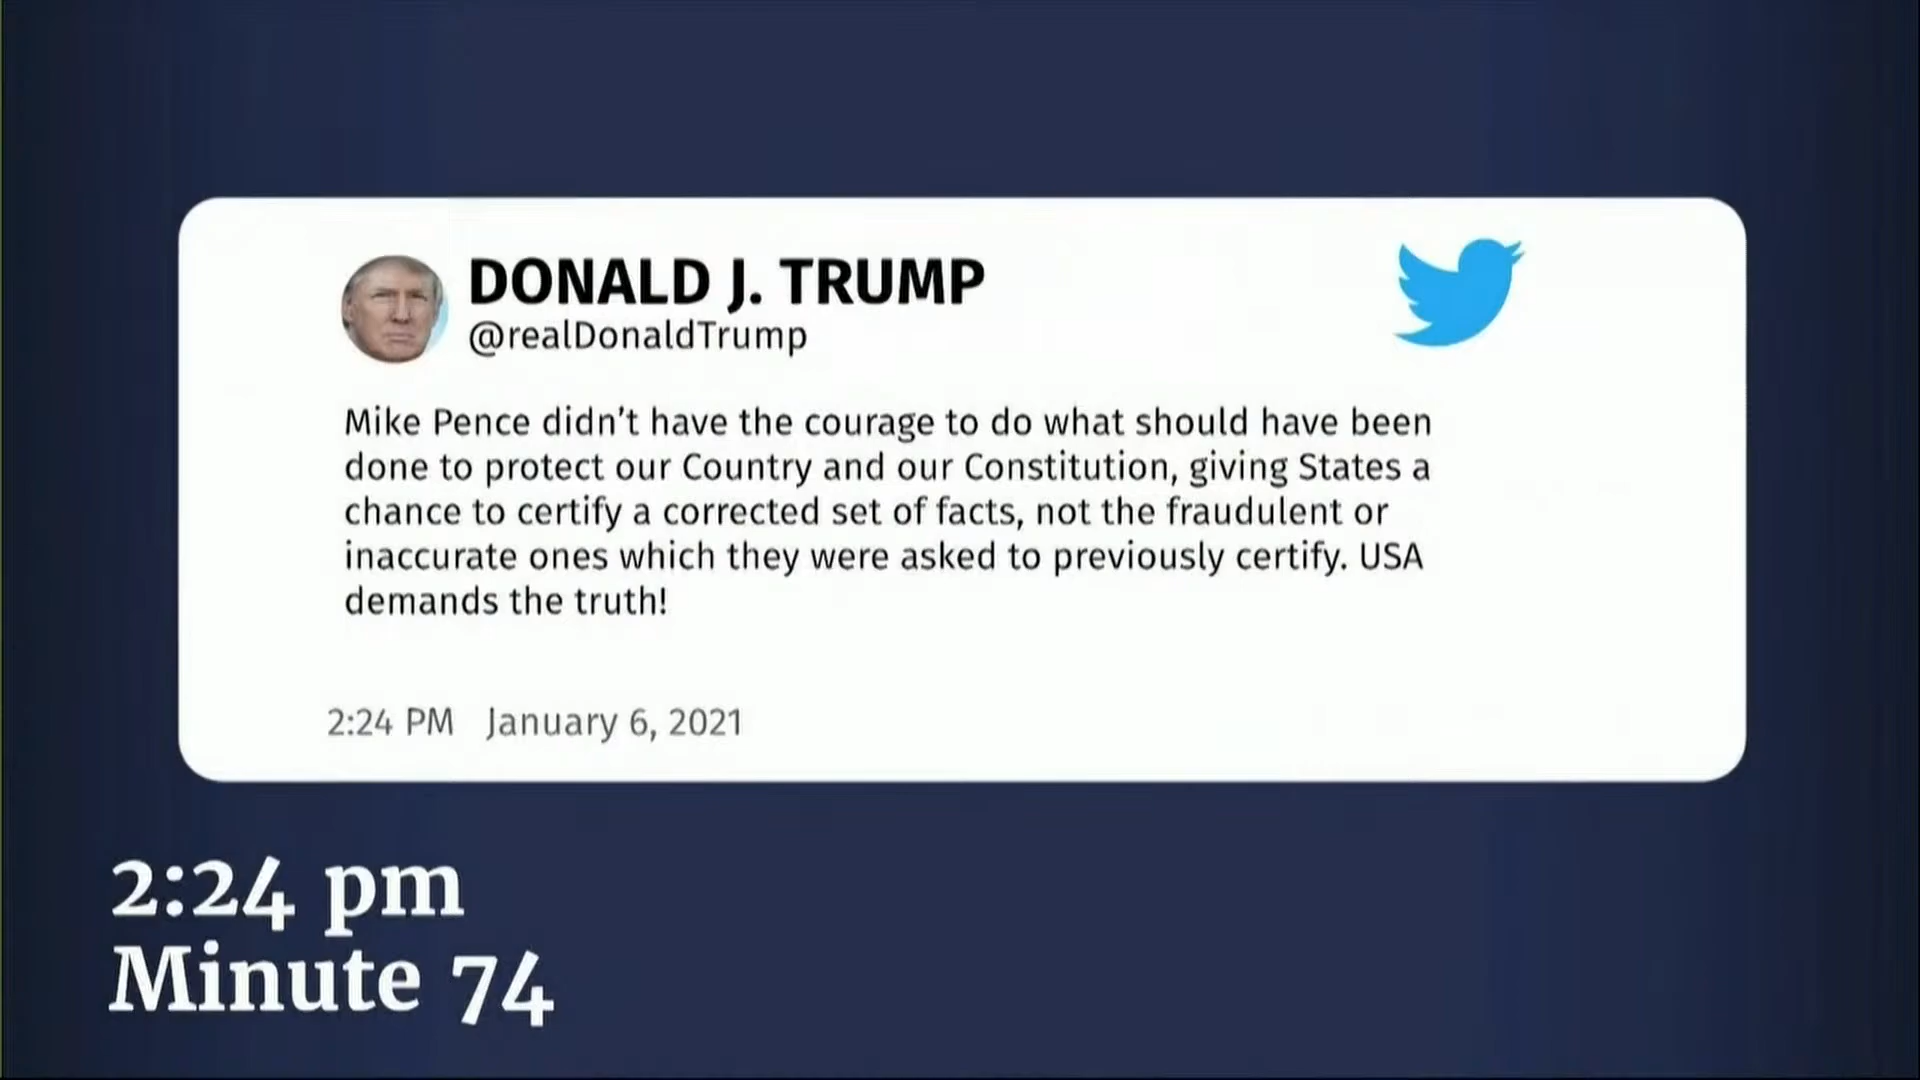 DONALD J. TRUMP
@realDonaldTrump
Mike Pence didn’t have the courage to do what should have been
done to protect our Country and our Constitution, giving States a
chance to certify a corrected set of facts, not the fraudulent or
inaccurate ones which they were asked to previously certify. USA
demands the truth!
2:24 PM January 6, 2021
2:24 pm
Minute 74